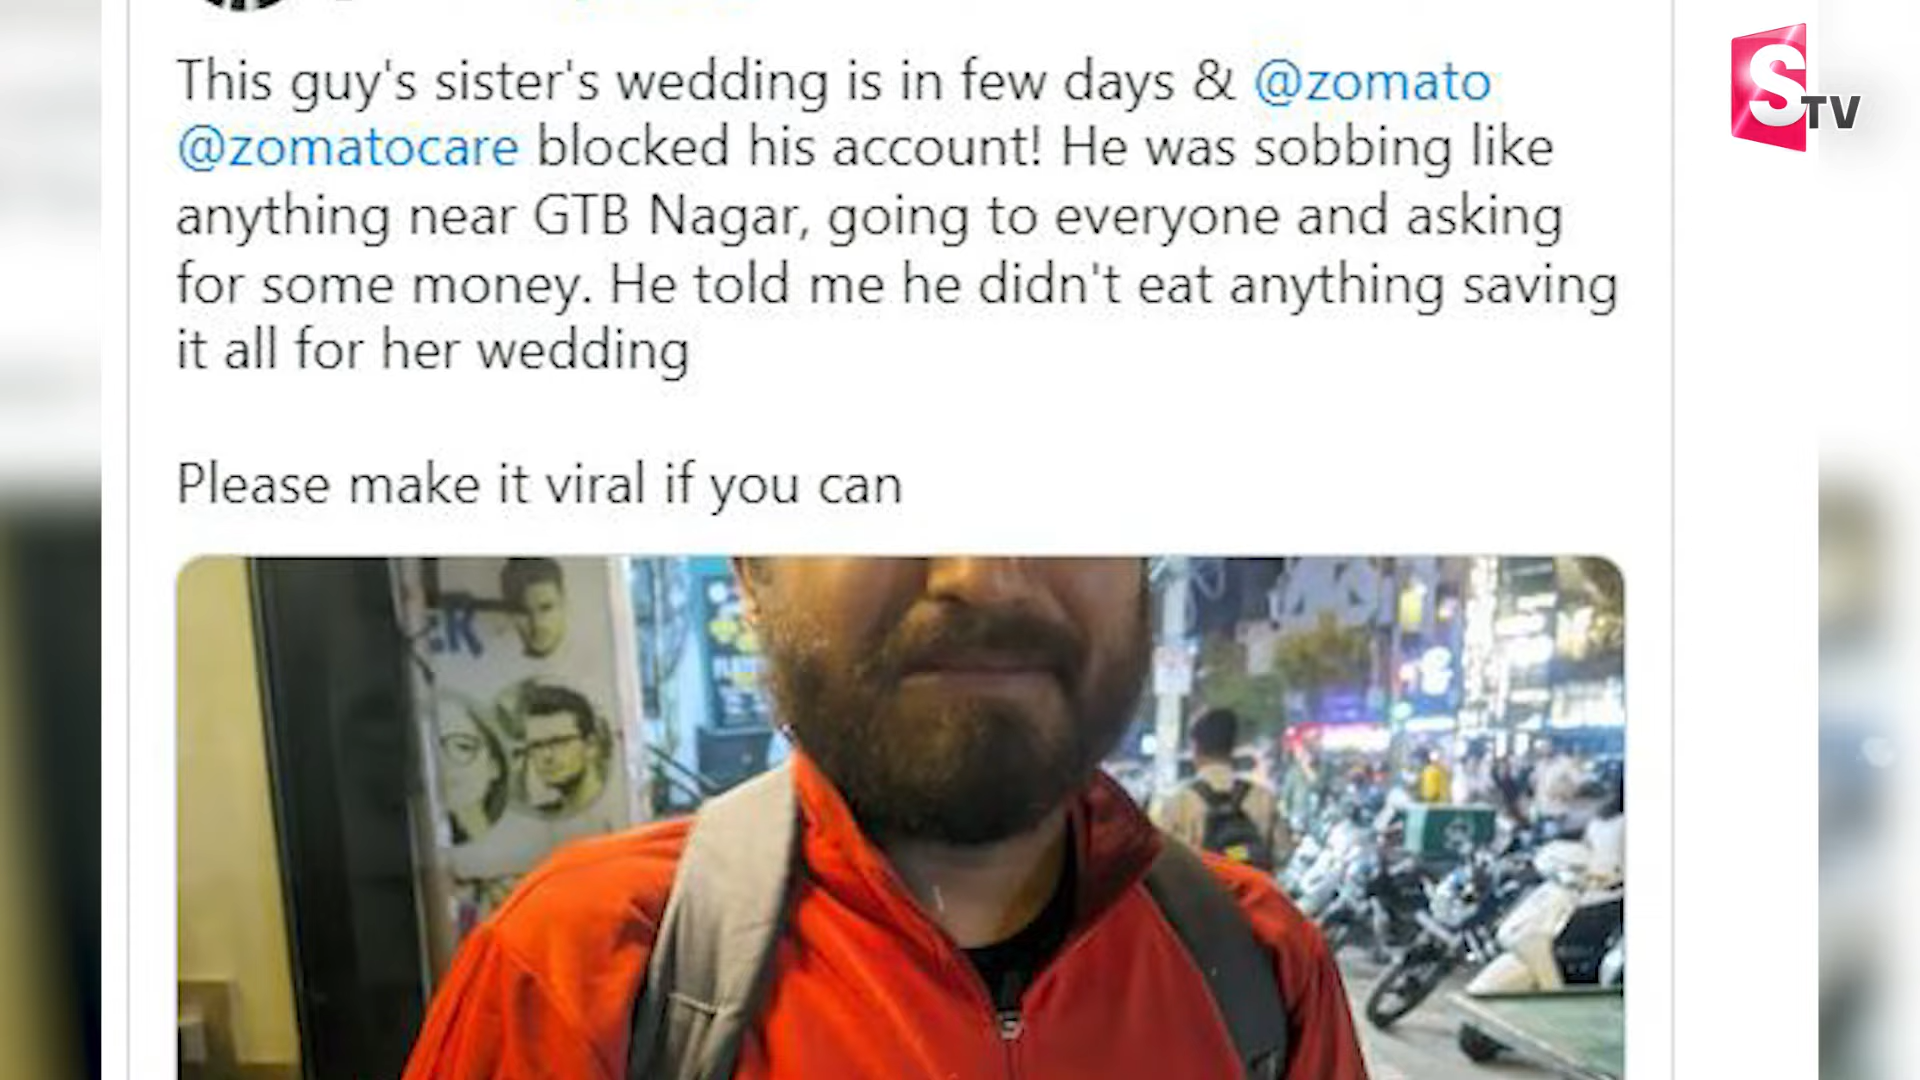 This guy's sister's wedding is in few days & @zomato
@zomatocare blocked his account! He was sobbing like
anything near GTB Nagar, going to everyone and asking
for some money. He told me he didn't eat anything saving
it all for her wedding
Please make it viral if you can
S TV